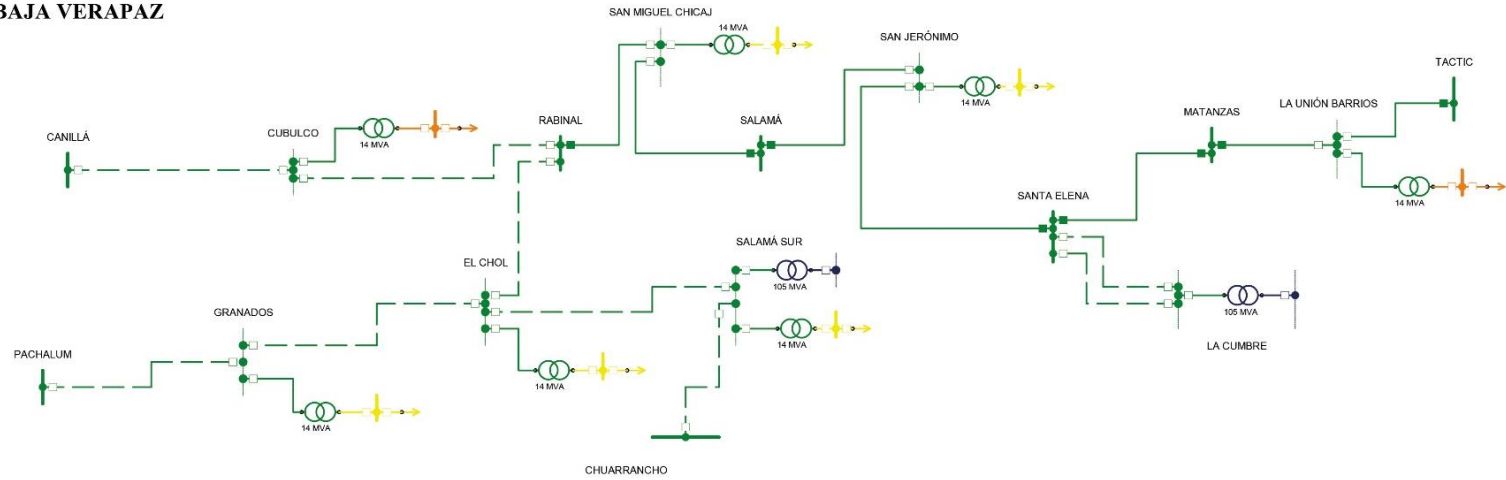 BAJA VERAPAZ
SAN MIGUEL CHICAJ
14 MVA
SAN JERÓNIMO
14 MVA
TACTIC
CANILLÁ
CUBULCO
14 MVA
RABINAL
SALAMÁ
MATANZAS
LA UNIÓN BARRIOS
14 MVA
SANTA ELENA
SALAMÁ SUR
105 MVA
14 MVA
EL CHOL
14 MVA
105 MVA
LA CUMBRE
GRANADOS
14 MVA
PACHALUM
CHUARRANCHO